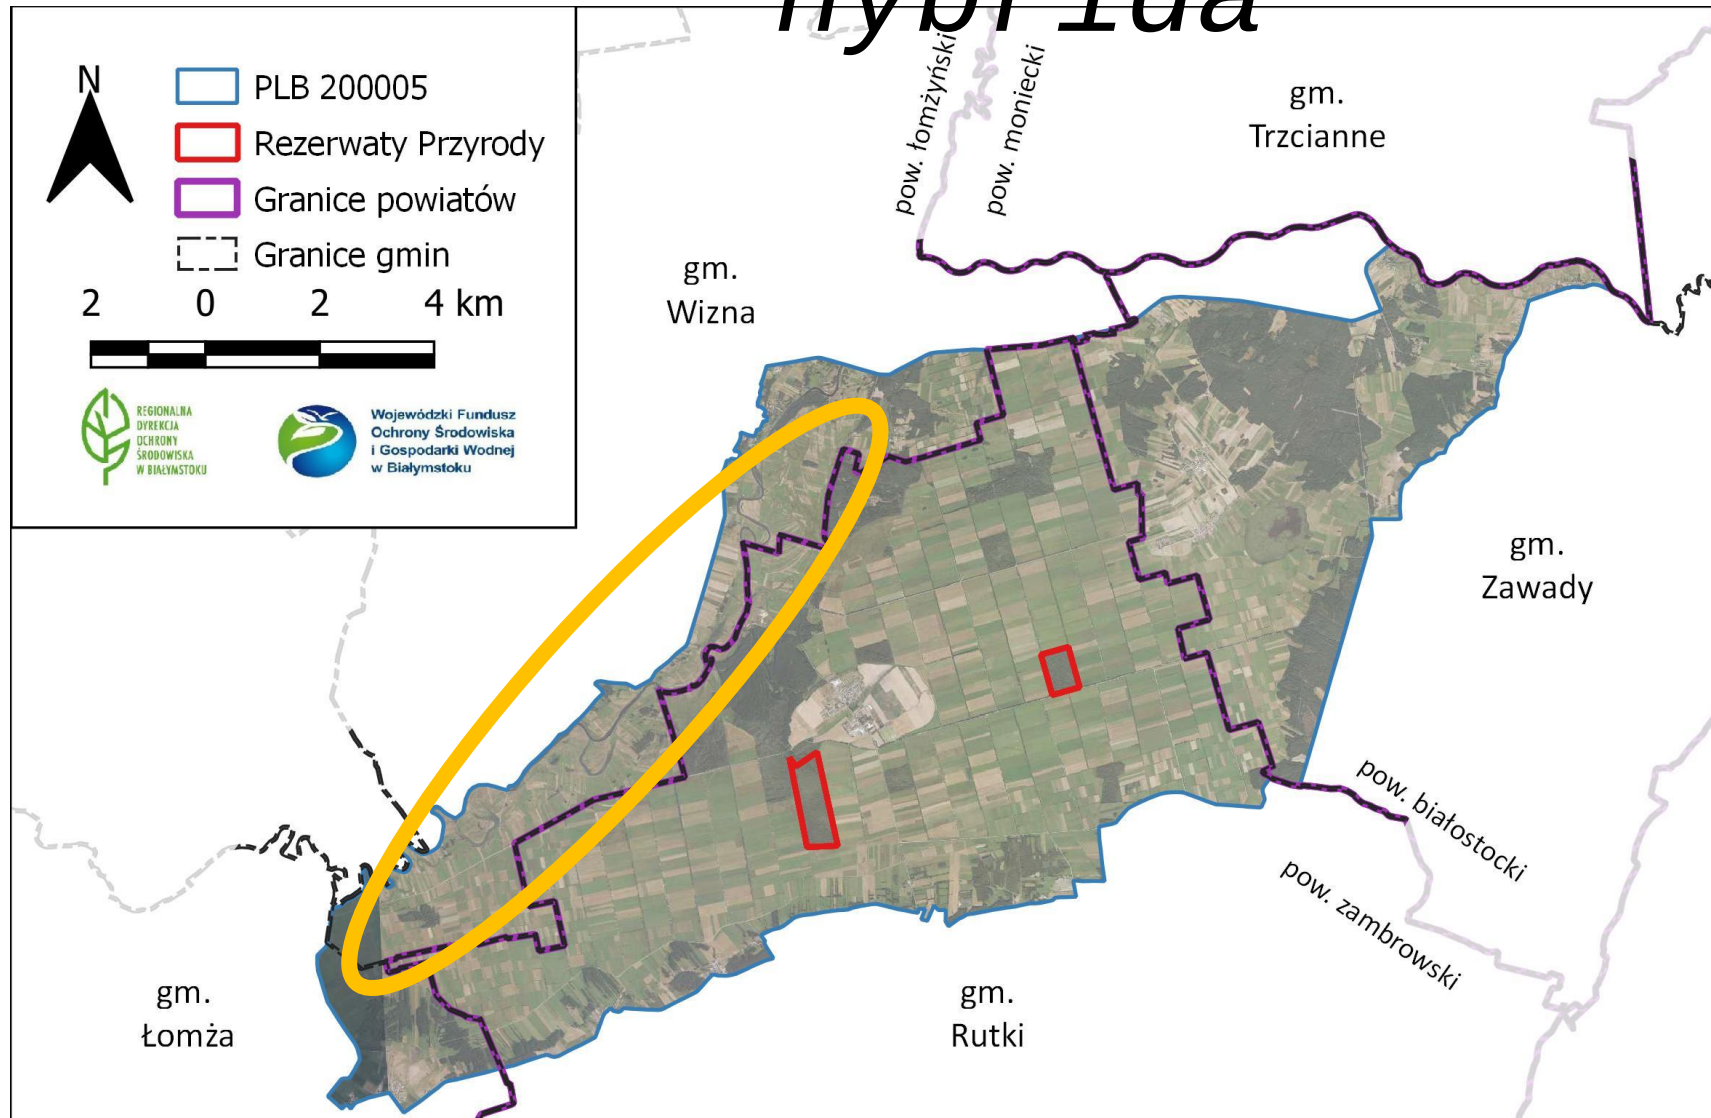 hybrida
N
PLB 200005
Rezerwaty Przyrody
Granice powiatów
Granice gmin
2 0 2 4 km
REGIONALNA
DYREKCJA
OCHRONY
ŚRODOWISKA
W BIAŁYMSTOKU
Wojewódzki Fundusz
Ochrony Środowiska
i Gospodarki Wodnej
w Białymstoku
pow. łomżyński
pow. moniecki
gm.
Trzcianne
gm.
Wizna
gm.
Zawady
pow. białostocki
pow. zambrowski
gm.
Łomża
gm.
Rutki